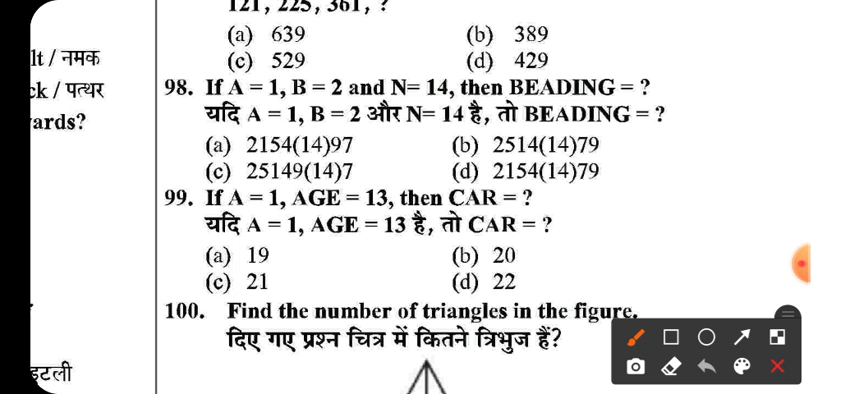 121, 225, 361, ?
(a) 639 (b) 389
(c) 529 (d) 429
lt / नमक
ck / पत्थर
ards?
98. If A = 1, B = 2 and N= 14, then BEADING = ?
यदि A = 1, B = 2 और N= 14 है, तो BEADING = ?
(a) 2154(14)97 (b) 2514(14)79
(c) 25149(14)7 (d) 2154(14)79
99. If A = 1, AGE = 13, then CAR = ?
यदि A = 1, AGE = 13 है, तो CAR = ?
(a) 19 (b) 20
(c) 21 (d) 22
100. Find the number of triangles in the figure.
दिए गए प्रश्न चित्र में कितने त्रिभुज हैं?
इटली